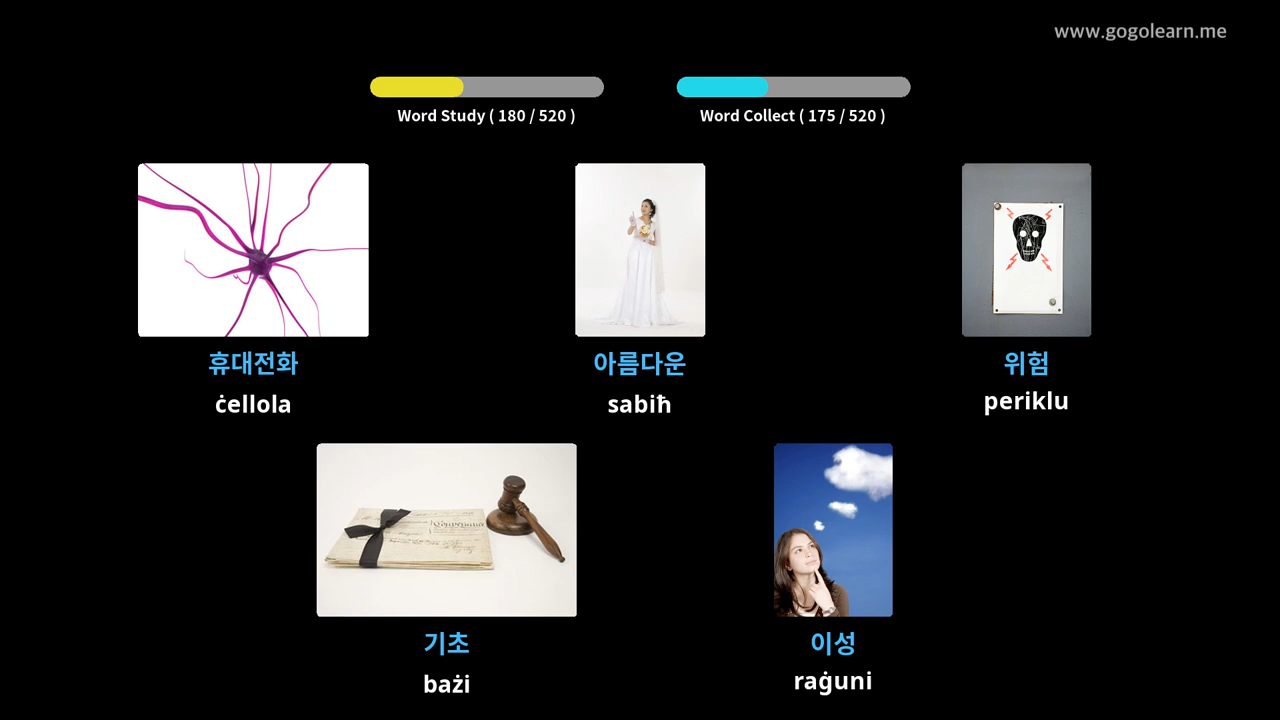 www.gogolearn.me
Word Study ( 180 / 520 )
Word Collect ( 175 / 520 )
휴대전화
ċellola
아름다운
sabiħ
위험
periklu
기초
bażi
이성
raġuni